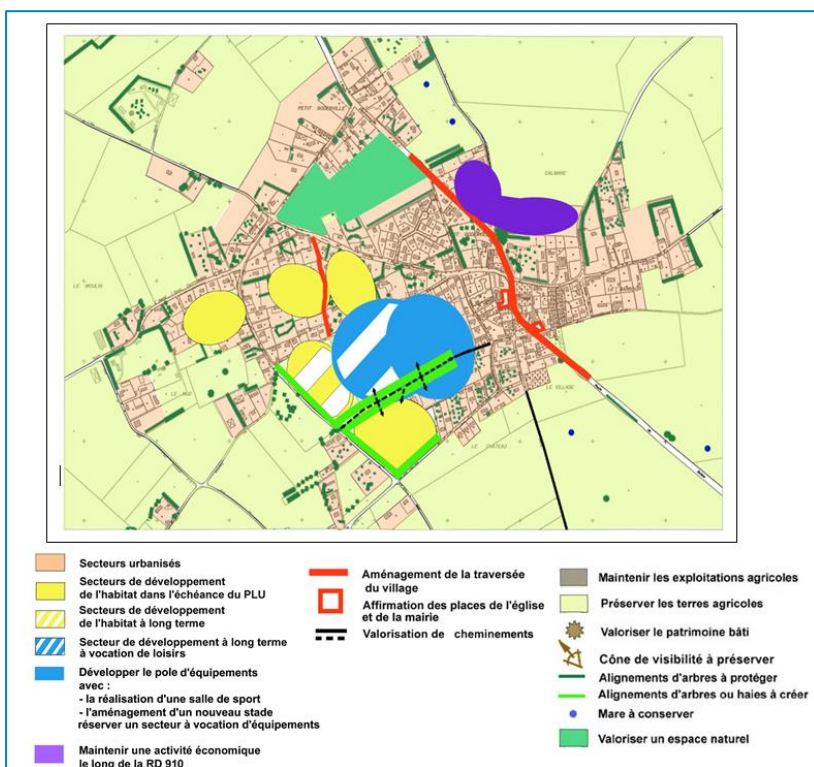 PETIT BODERVILLE
CALMARE
LE MOULIN
LE VILLAGE
LE CHATEAU
Secteurs urbanisés
Secteurs de développement
de l'habitat dans l'échéance du PLU
Secteurs de développement
de l'habitat à long terme
Secteur de développement à long terme
à vocation de loisirs
Développer le pole d'équipements
avec :
- la réalisation d'une salle de sport
- l'aménagement d'un nouveau stade
réserver un secteur à vocation d'équipements
Maintenir une activité économique
le long de la RD 910
Aménagement de la traversée
du village
Affirmation des places de l'église
et de la mairie
Valorisation de cheminements
Maintenir les exploitations agricoles
Préserver les terres agricoles
Valoriser le patrimoine bâti
Cône de visibilité à préserver
Alignements d'arbres à protéger
Alignements d'arbres ou haies à créer
Mare à conserver
Valoriser un espace naturel